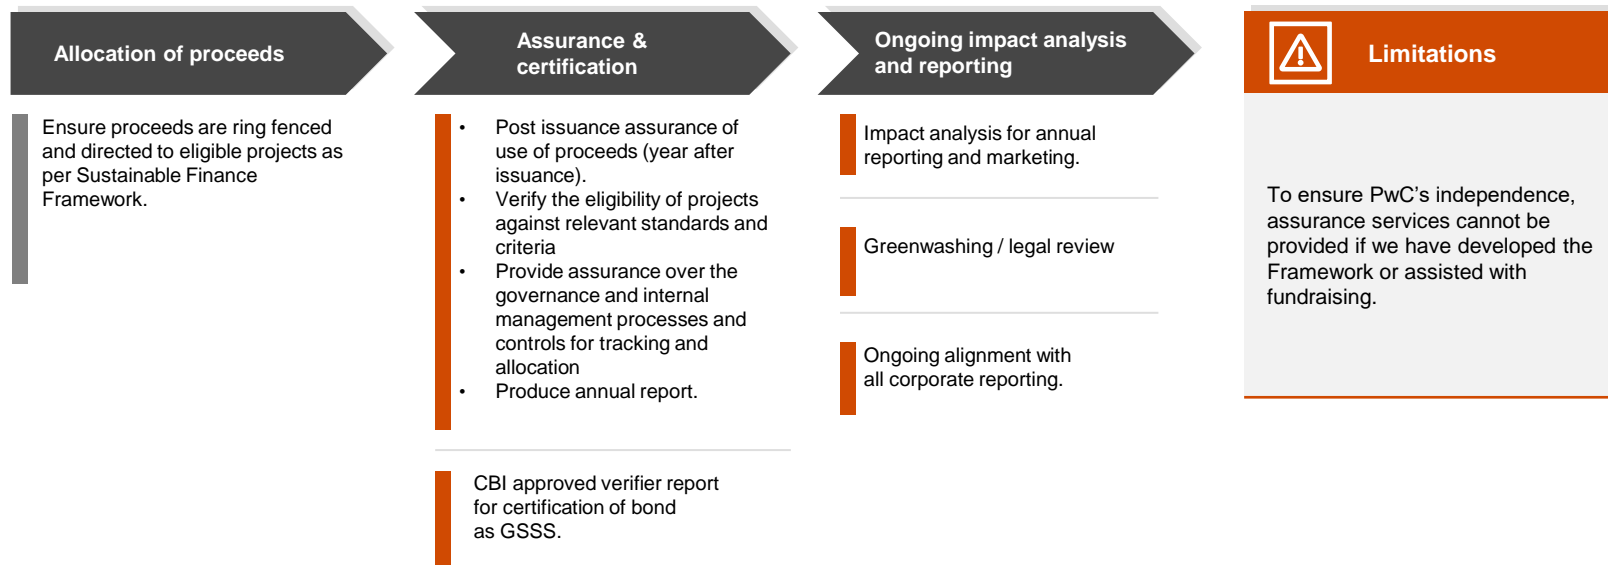 Allocation of proceeds
Ensure proceeds are ring fenced
and directed to eligible projects as
per Sustainable Finance
Framework.
Assurance &
certification
• Post issuance assurance of
use of proceeds (year after
issuance).
• Verify the eligibility of projects
against relevant standards and
criteria
• Provide assurance over the
governance and internal
management processes and
controls for tracking and
allocation
• Produce annual report.
CBI approved verifier report
for certification of bond
as GSSS.
Ongoing impact analysis
and reporting
Impact analysis for annual
reporting and marketing.
Greenwashing / legal review
Ongoing alignment with
all corporate reporting.
Limitations
To ensure PwC’s independence,
assurance services cannot be
provided if we have developed the
Framework or assisted with
fundraising.